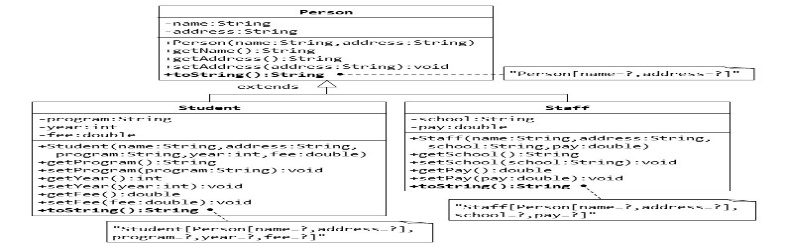 Person
-name:String
-address:String
+Person(name:String,address:String)
+getName():String
+getAddress():String
+setAddress(address:String):void
+toString():String
"Person[name=?,address=?]"
extends
Student
-program:String
-year:int
-fee:double
+Student(name:String,address:String,
program:String,year:int,fee:double)
+getProgram():String
+setProgram(program:String):void
+getYear():int
+setYear(year:int):void
+getFee():double
+setFee(fee:double):void
+toString():String
"Student[Person[name=?,address=?],
program=?,year=?,fee=?]"
Staff
-school:String
-pay:double
+Staff(name:String,address:String,
school:String,pay:double)
+getSchool():String
+setSchool(school:String):void
+getPay():double
+setPay(pay:double):void
+toString():String
"Staff[Person[name=?,address=?],
school=?,pay=?]"